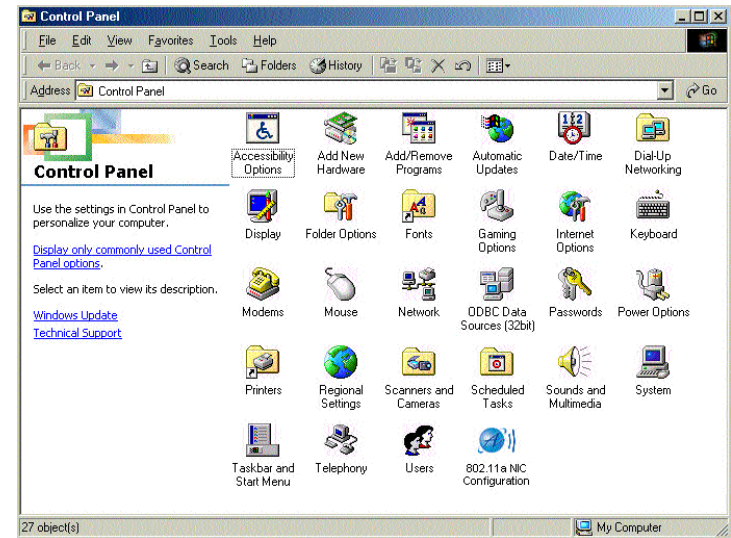 Control Panel
File Edit View Favorites Tools Help
Back Search Folders History
Address Control Panel Go
Control Panel
Use the settings in Control Panel to
personalize your computer.
Display only commonly used Control
Panel options.
Select an item to view its description.
Windows Update
Technical Support
Accessibility
Options
Add New
Hardware
Add/Remove
Programs
Automatic
Updates
12
Date/Time
Dial-Up
Networking
Display
Folder Options
Fonts
Gaming
Options
Internet
Options
Keyboard
Modems
Mouse
Network
ODBC Data
Sources (32bit)
Passwords
Power Options
Printers
Regional
Settings
Scanners and
Cameras
Scheduled
Tasks
Sounds and
Multimedia
System
Taskbar and
Start Menu
Telephony
Users
802.11a NIC
Configuration
27 object(s) My Computer